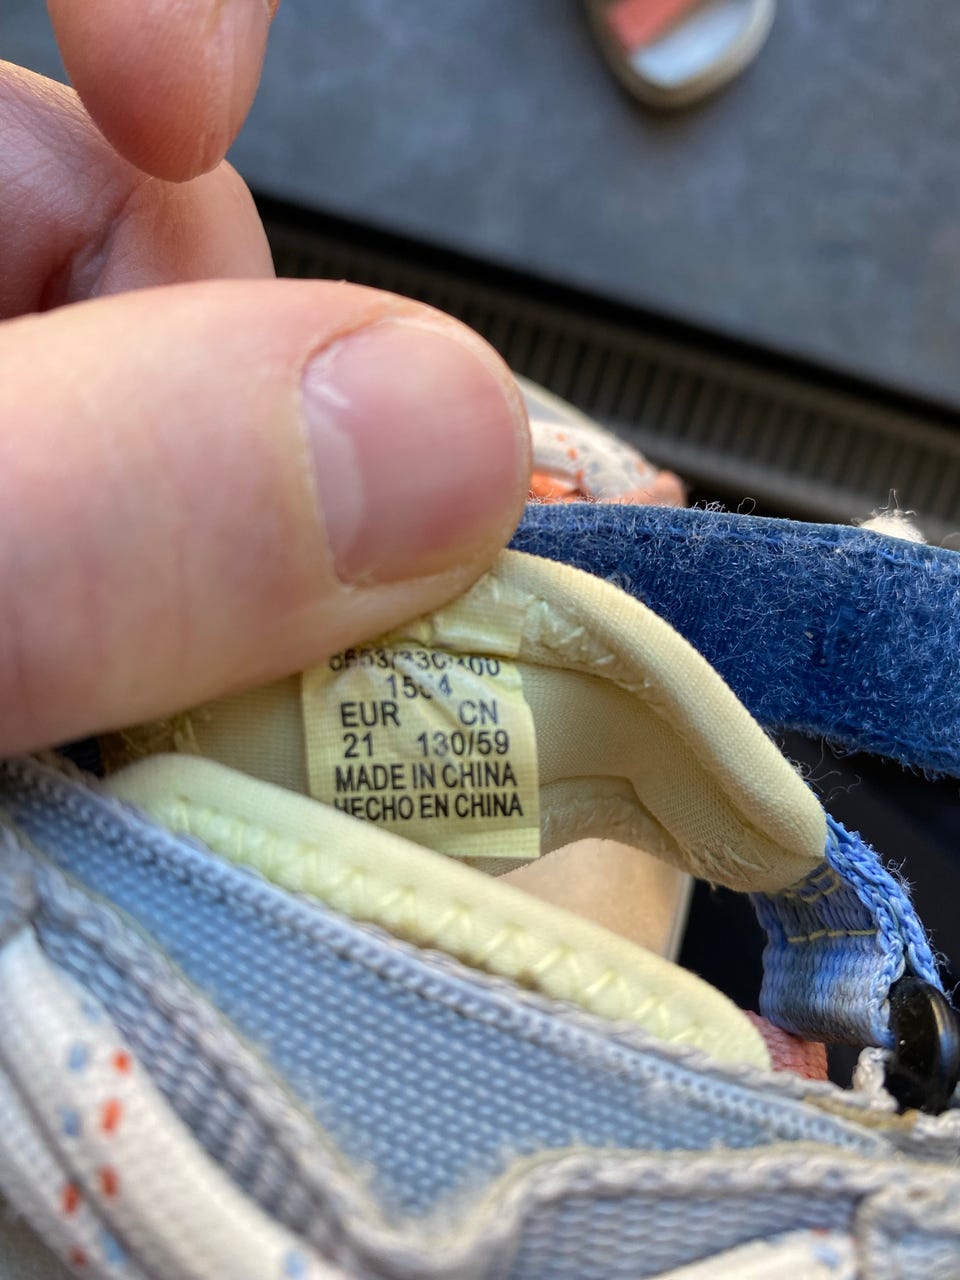 EUR CN
21 130/59
MADE IN CHINA
HECHO EN CHINA